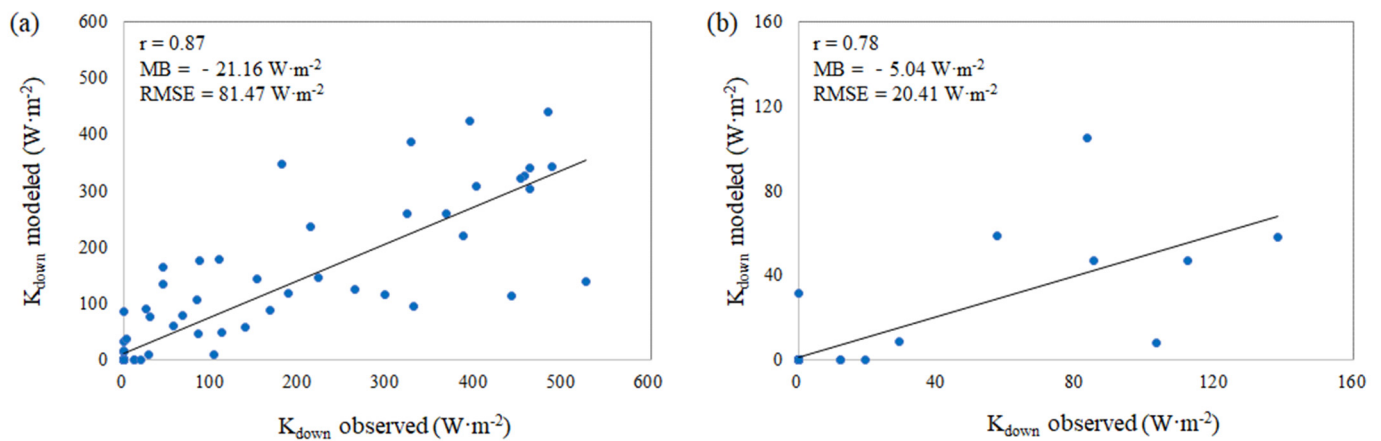 (a)
r = 0.87
MB = - 21.16 W·m-2
RMSE = 81.47 W·m-2
600
500
400
300
200
100
0
Kdown modeled (W·m-2)
0 100 200 300 400 500 600
Kdown observed (W·m-2)
(b)
r = 0.78
MB = - 5.04 W·m-2
RMSE = 20.41 W·m-2
160
120
80
40
0
Kdown modeled (W·m-2)
0 40 80 120 160
Kdown observed (W·m-2)